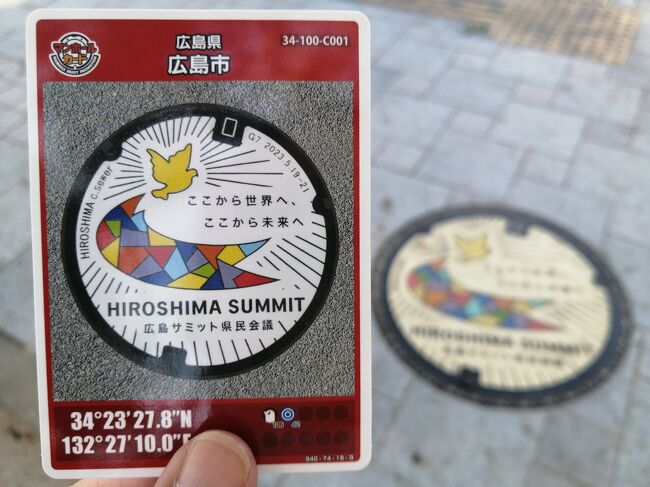 マンホール
カード
広島県
広島市
34-100-C001
G7 2023 5.19-21
HIROSHIMA C.sewer
ここから世界へ、
ここから未来へ
HIROSHIMA SUMMIT
広島サミット県民会議
34°23'27.8"N
132°27'10.0"E
HIROSHIMA SUMMIT